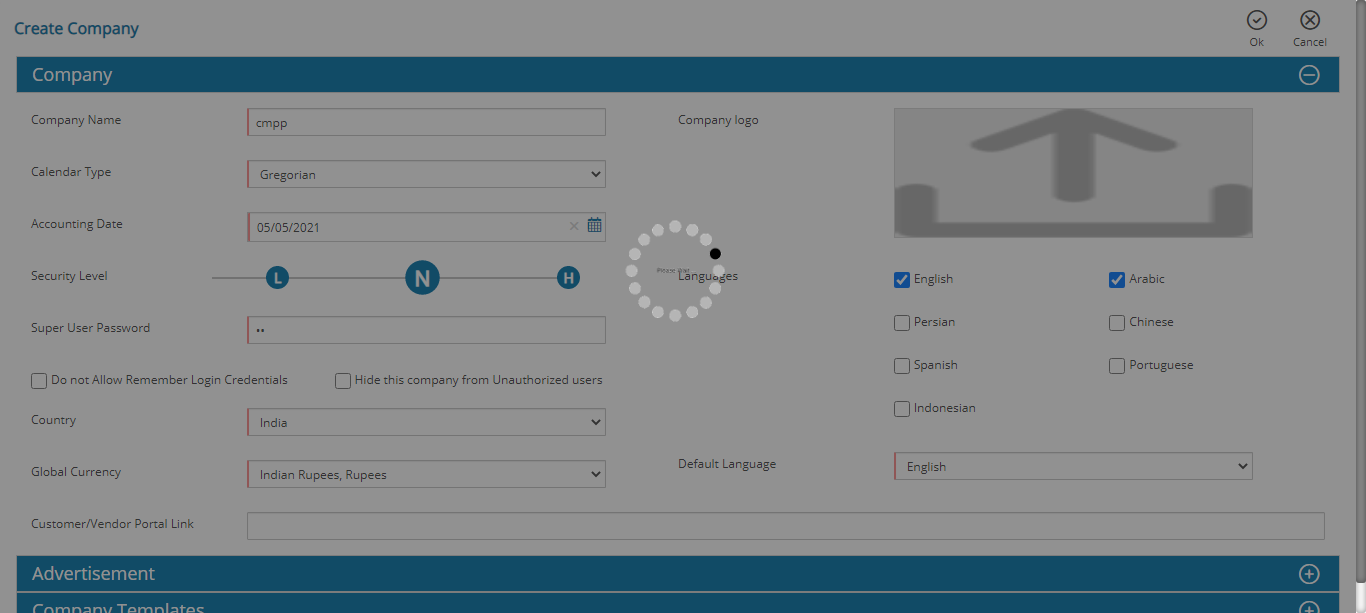 Create Company
Ok
Cancel
Company
Company Name
cmpp
Company logo
Calendar Type
Gregorian
Accounting Date
05/05/2021
Security Level
L
N
H
Please Wait
Languages
English
Arabic
Super User Password
Persian
Chinese
Spanish
Portuguese
Do not Allow Remember Login Credentials
Hide this company from Unauthorized users
Indonesian
Country
India
Global Currency
Indian Rupees, Rupees
Default Language
English
Customer/Vendor Portal Link
Advertisement
Company Templates